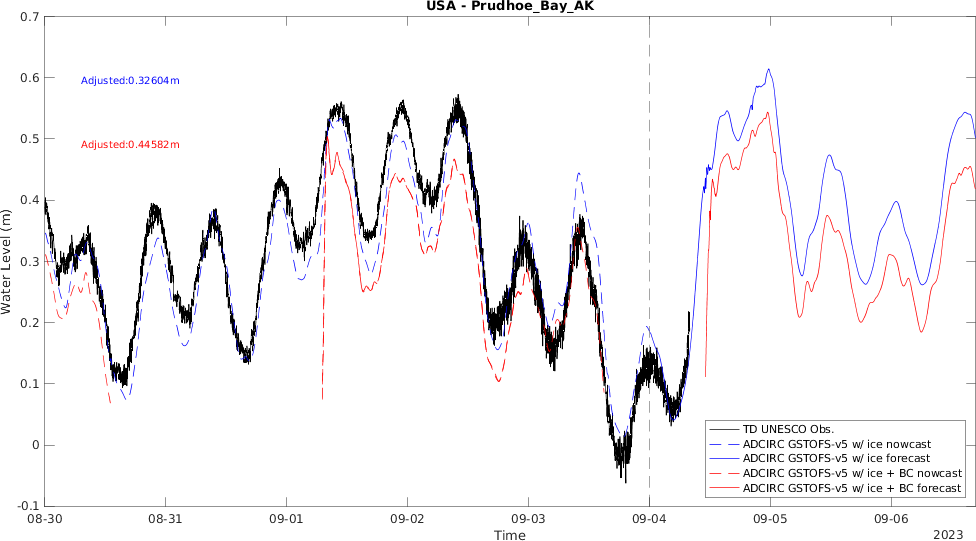 USA - Prudhoe_Bay_AK
0.7
0.6
0.5
0.4
0.3
0.2
0.1
0
-0.1
Water Level (m)
Adjusted:0.32604m
Adjusted:0.44582m
TD UNESCO Obs.
ADCIRC GSTOFS-v5 w/ ice nowcast
ADCIRC GSTOFS-v5 w/ ice forecast
ADCIRC GSTOFS-v5 w/ ice + BC nowcast
ADCIRC GSTOFS-v5 w/ ice + BC forecast
08-30 08-31 09-01 09-02 09-03 09-04 09-05 09-06
Time
2023